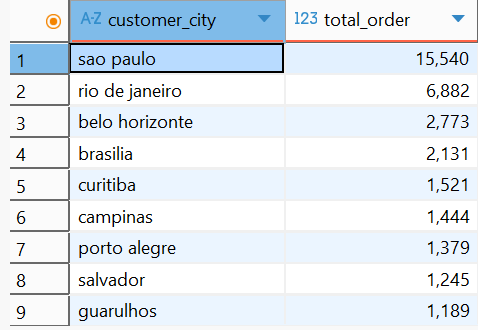 A-Z customer_city 123 total_order
1 sao paulo 15,540
2 rio de janeiro 6,882
3 belo horizonte 2,773
4 brasilia 2,131
5 curitiba 1,521
6 campinas 1,444
7 porto alegre 1,379
8 salvador 1,245
9 guarulhos 1,189